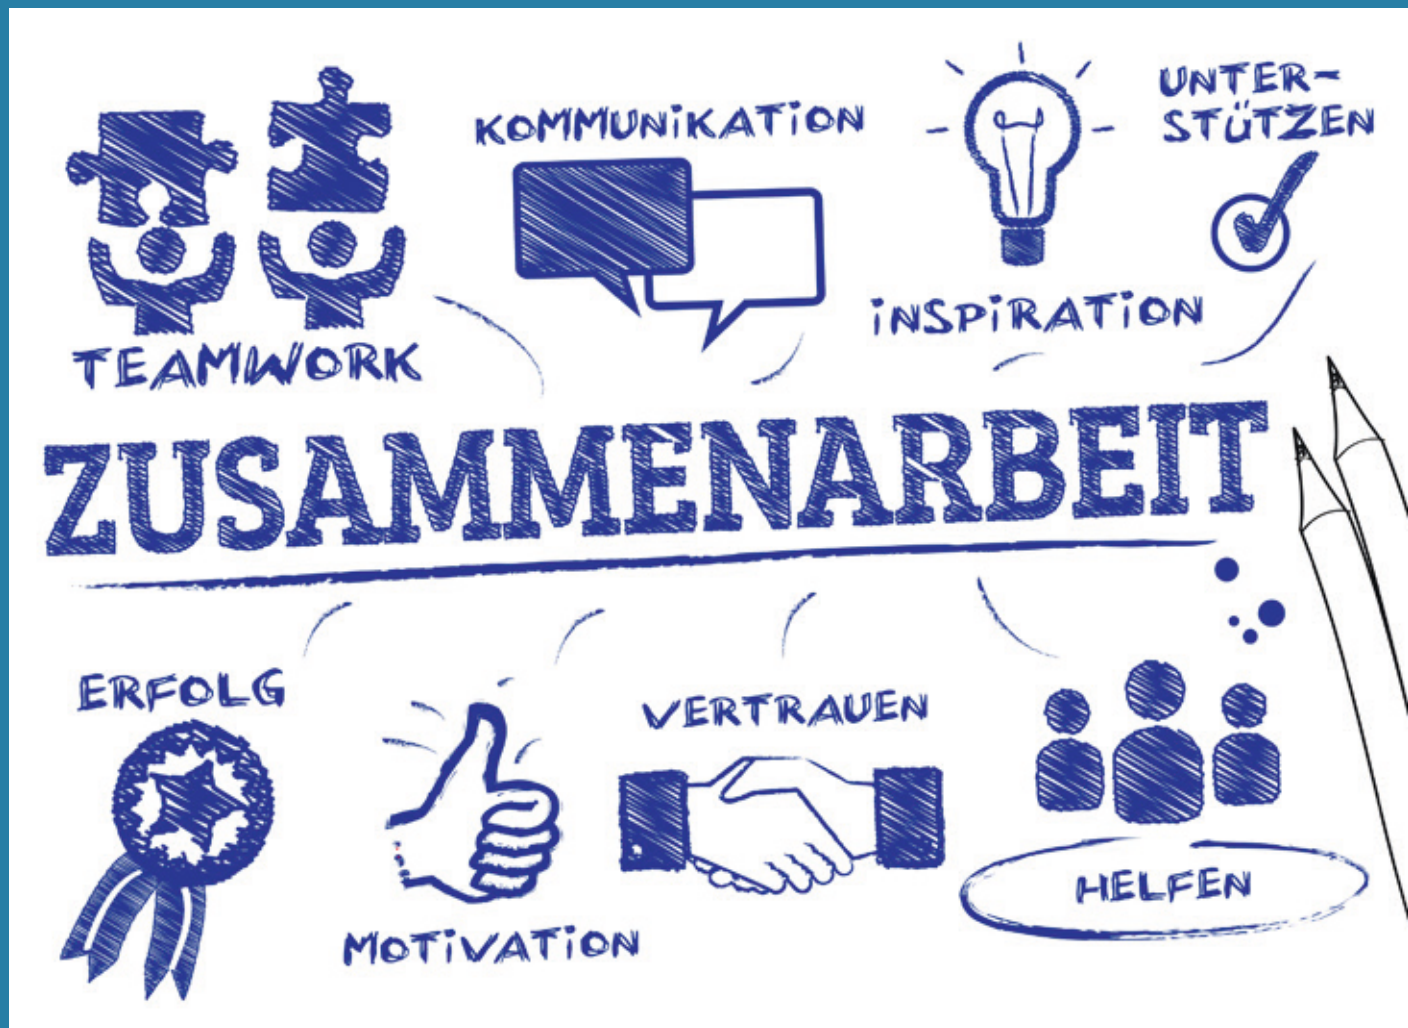 KOMMUNiKATiON
UNTER-
STÜTZEN
iNSPiRATiON
TEAMWORK
ZUSAMMENARBEIT
ERFOLG
VERTRAUEN
HELFEN
MOTiVATiON